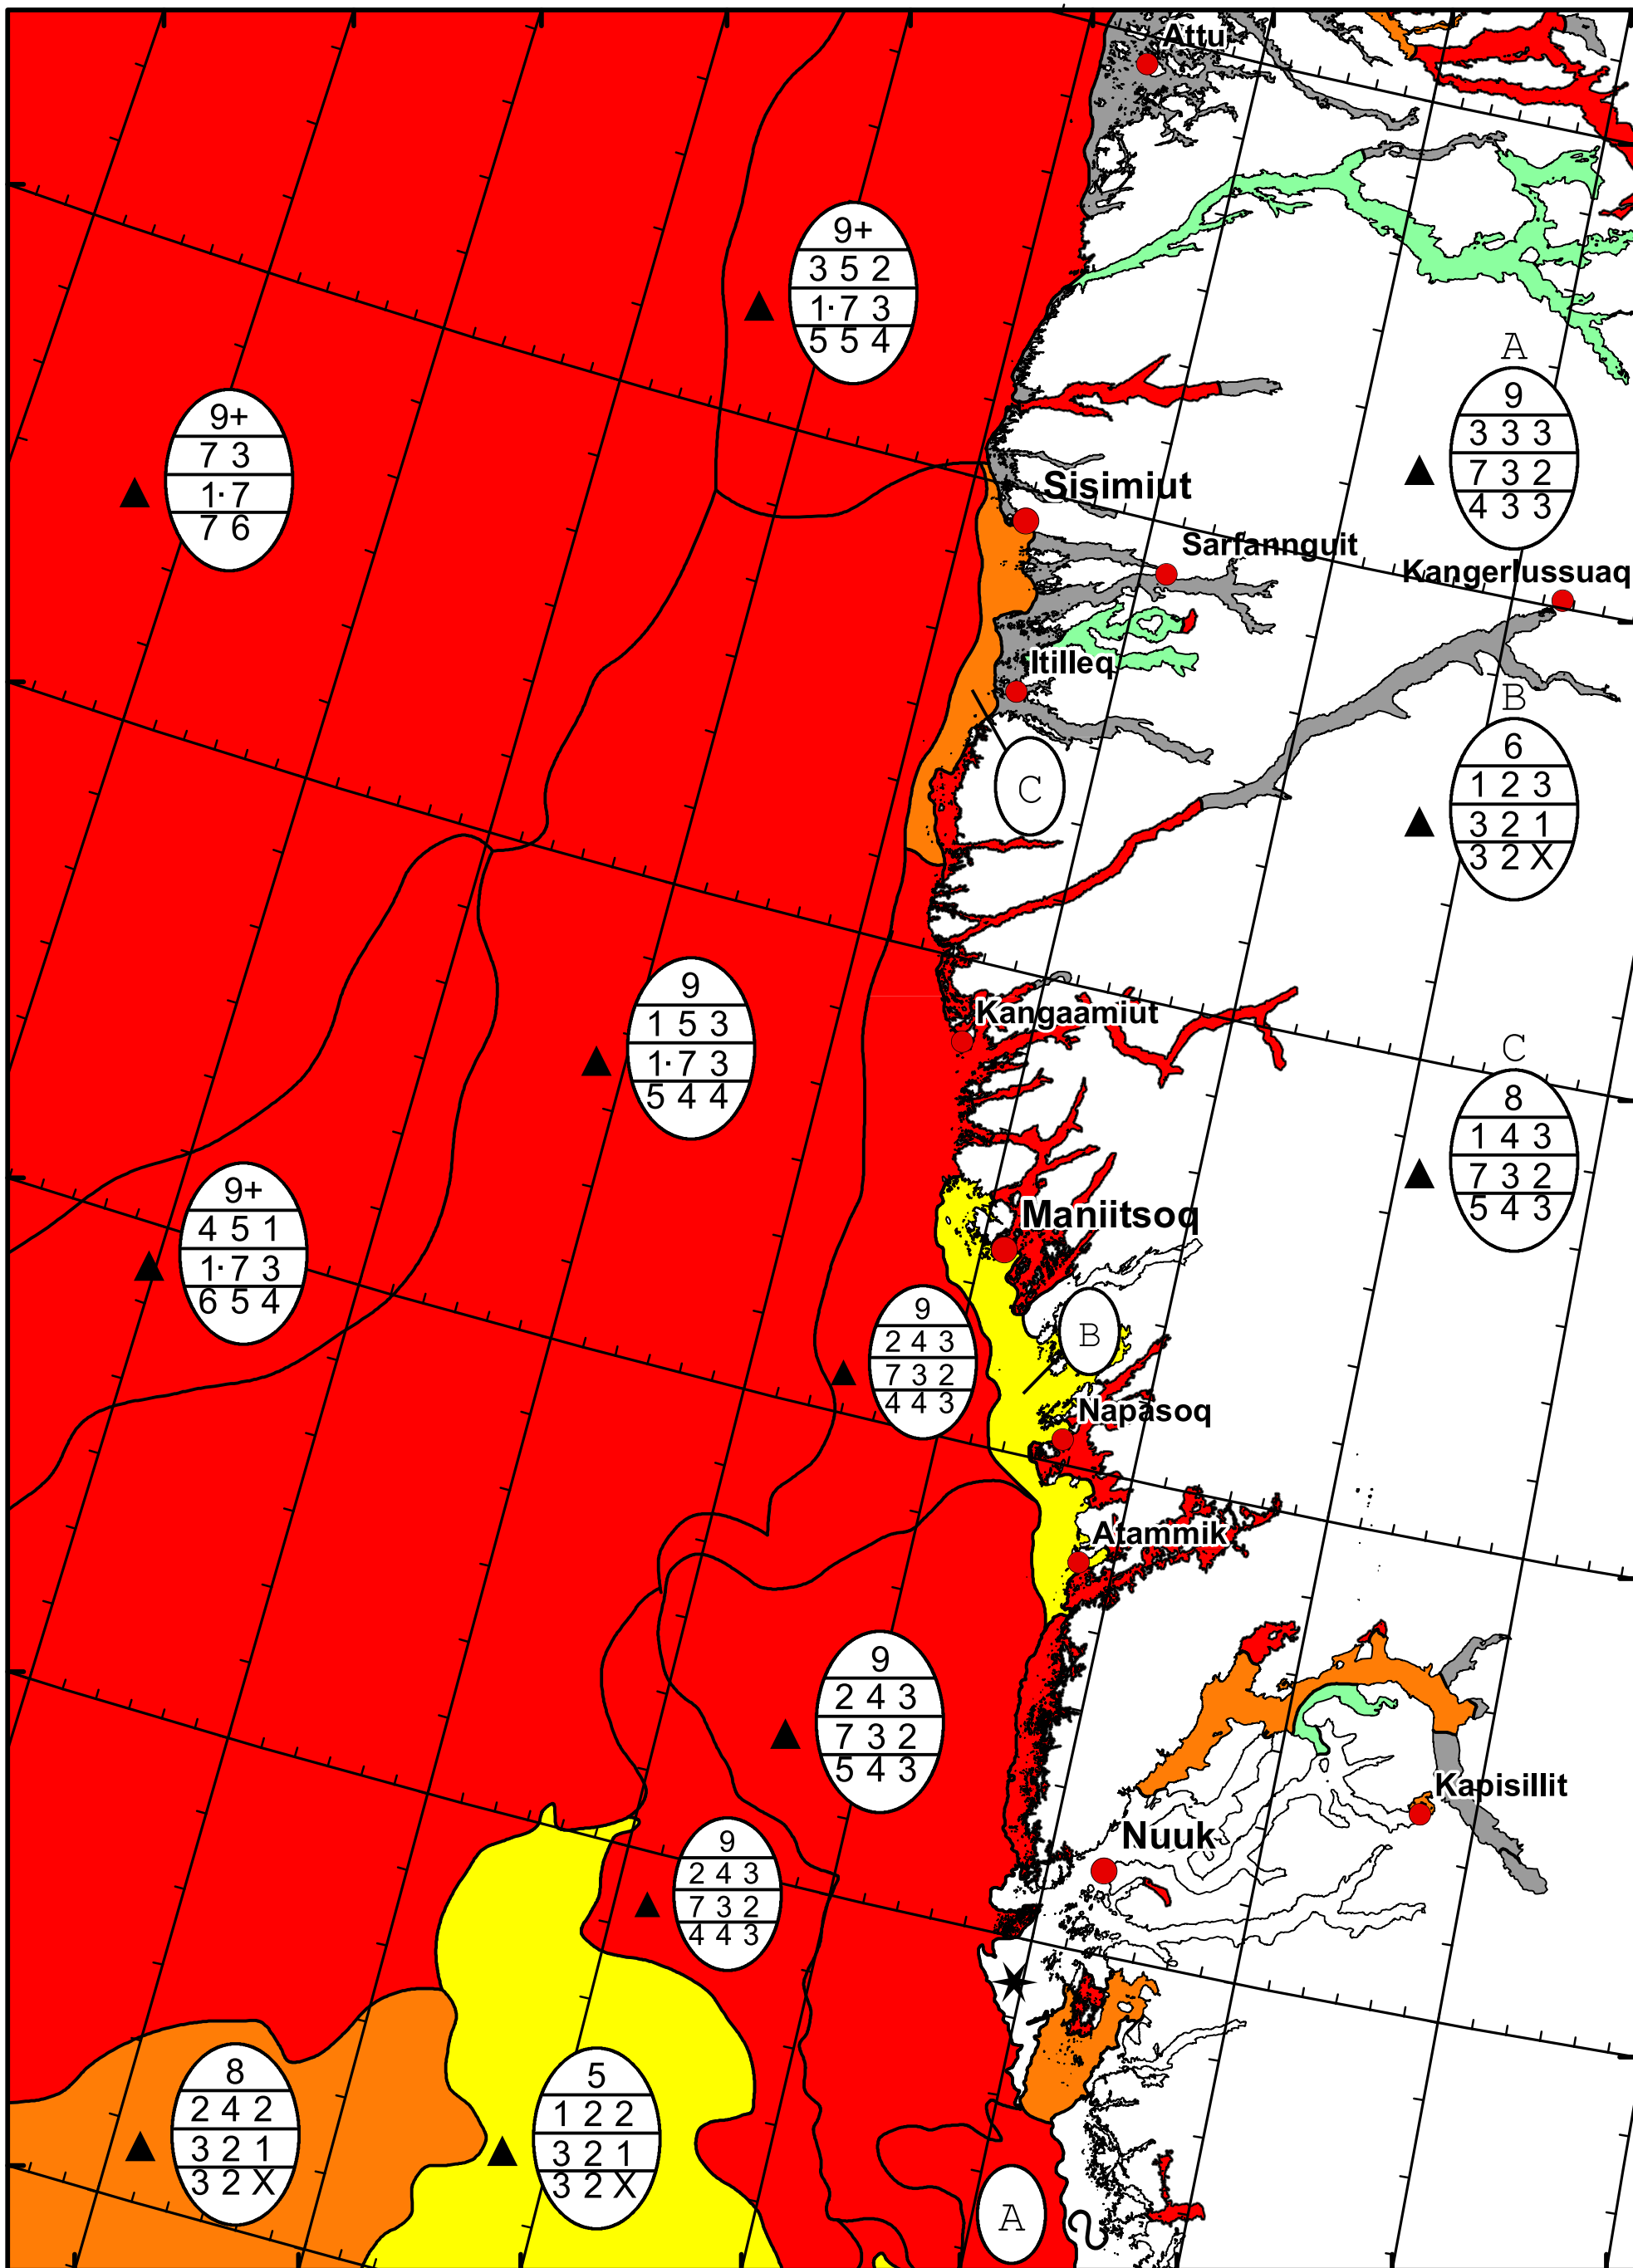 Attu
9+
3 5 2
1· 7 3
5 5 4
A
9
3 3 3
7 3 2
4 3 3
9+
7 3
1· 7
7 6
Sisimiut
Sarfannguit
Kangerlussuaq
Itilleq
B
6
1 2 3
3 2 1
3 2 X
C
9
1 5 3
1· 7 3
5 4 4
Kangaamiut
C
8
1 4 3
7 3 2
5 4 3
9+
4 5 1
1· 7 3
6 5 4
Maniitsoq
9
2 4 3
7 3 2
4 4 3
B
Napasoq
Atammik
9
2 4 3
7 3 2
5 4 3
Kapisillit
Nuuk
9
2 4 3
7 3 2
4 4 3
8
2 4 2
3 2 1
3 2 X
5
1 2 2
3 2 1
3 2 X
A